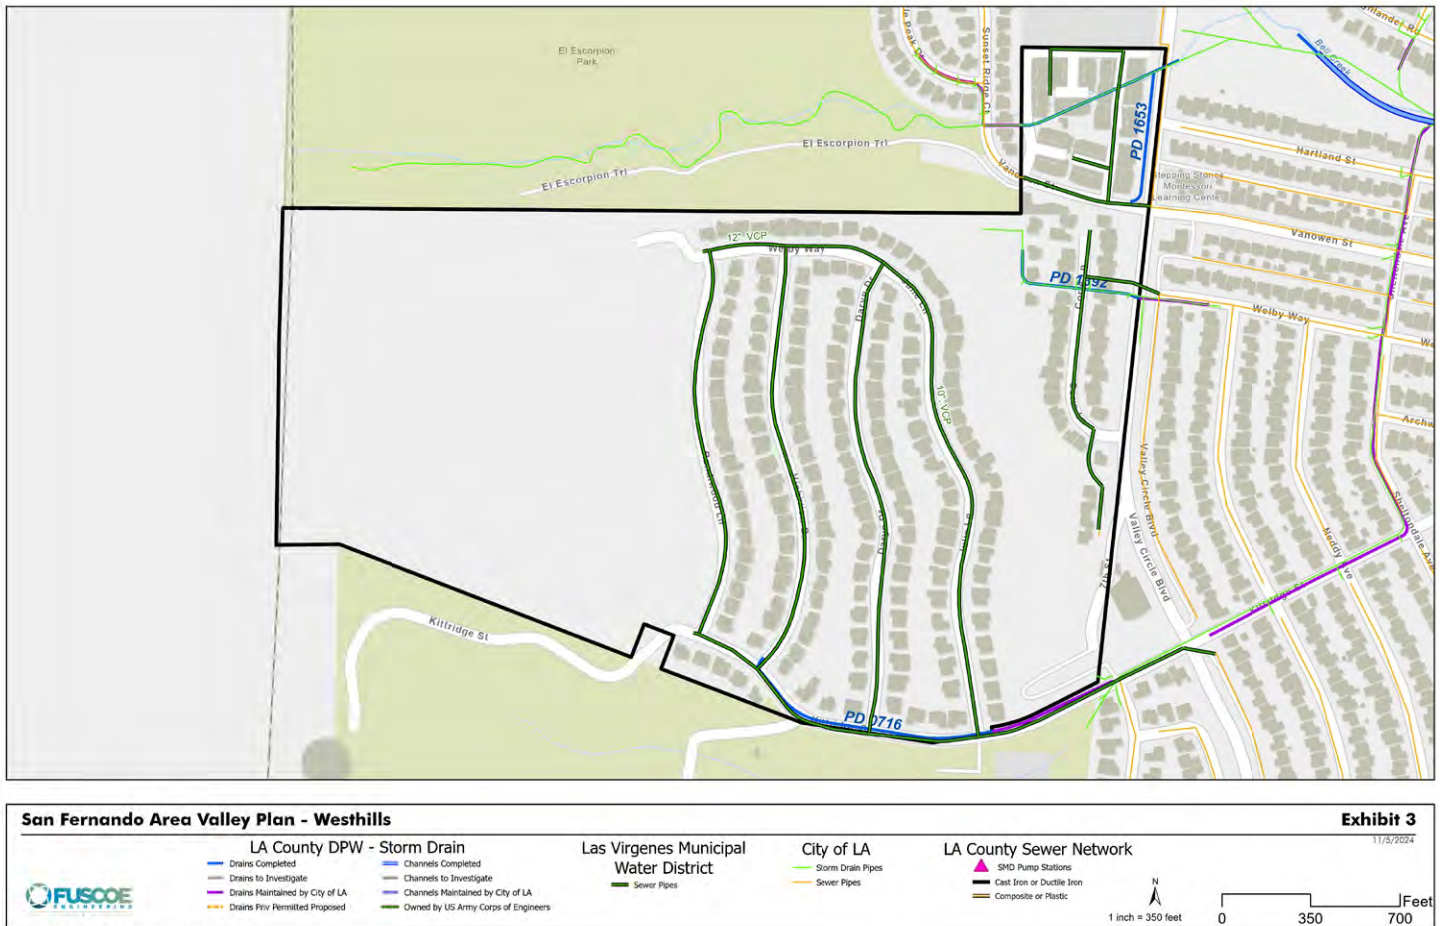 El Escorpion
Park
Sunset Ridge Ct
Bell Creek
PD 1653
Hartland St
El Escorpion Trl
El Escorpion Trl
Stepping Stones
Montessori
Learning Center
Vanowen St
12" VCP
Welby Way
PD 1392
Welby Way
10" VCP
Valley Circle Blvd
Valley Circle Blvd
7th St
Kittridge St
Kittridge St
PD 0716
San Fernando Area Valley Plan - Westhills
Exhibit 3
11/5/2024
LA County DPW - Storm Drain
Drains Completed
Drains to Investigate
Drains Maintained by City of LA
Drains Priv Permitted Proposed
Channels Completed
Channels to Investigate
Channels Maintained by City of LA
Owned by US Army Corps of Engineers
Las Virgenes Municipal
Water District
Sewer Pipes
City of LA
Storm Drain Pipes
Sewer Pipes
LA County Sewer Network
SMD Pump Stations
Cast Iron or Ductile Iron
Composite or Plastic
FUSCOE
ENGINEERING
N
1 inch = 350 feet
Feet
0 350 700